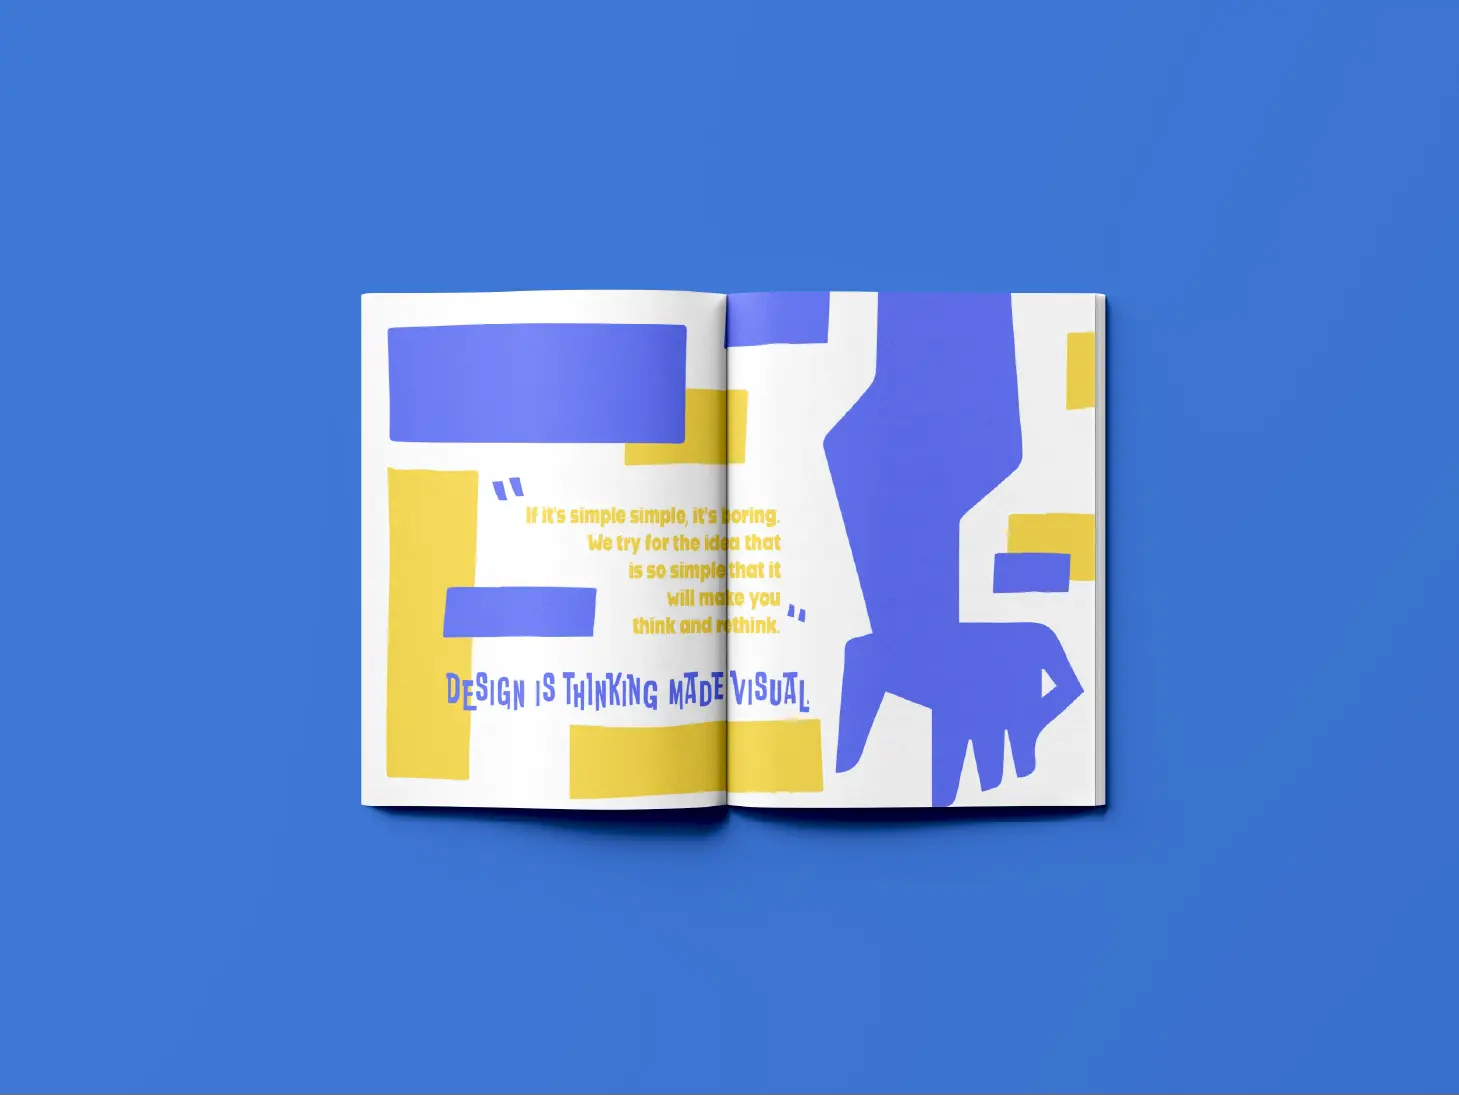 “
If it's simple simple, it's boring.
We try for the idea that
is so simple that it
will make you
think and rethink.
”
DESIGN IS THINKING MADE VISUAL.